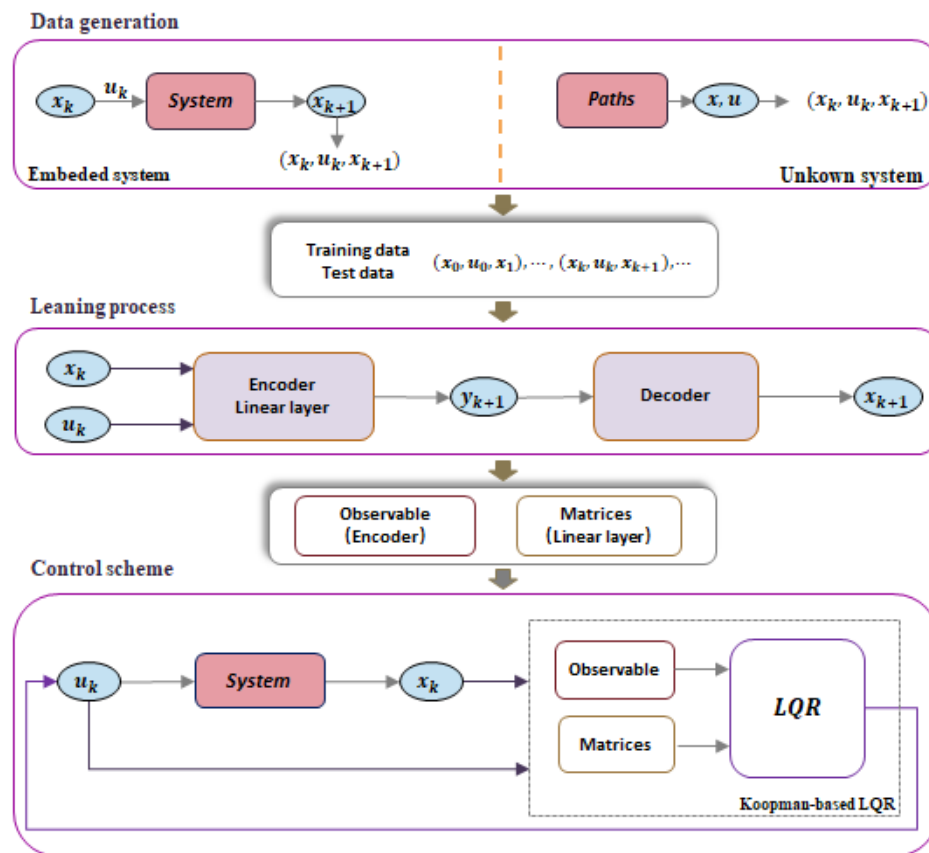 Data generation
x_k u_k System x_{k+1}
(x_k, u_k, x_{k+1})
Embeded system
Paths x, u (x_k, u_k, x_{k+1})
Unkown system
Training data
Test data
(x_0, u_0, x_1), ⋯, (x_k, u_k, x_{k+1}), ⋯
Leaning process
x_k
u_k
Encoder
Linear layer
y_{k+1}
Decoder
x_{k+1}
Observable
(Encoder)
Matrices
(Linear layer)
Control scheme
u_k
System
x_k
Observable
Matrices
LQR
Koopman-based LQR